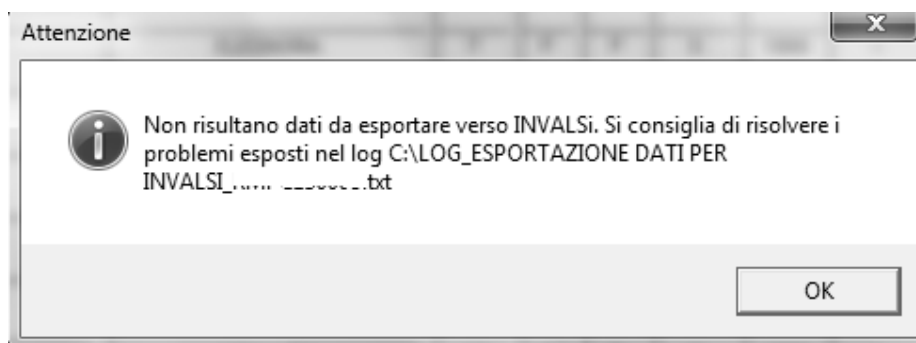 Attenzione
Non risultano dati da esportare verso INVALSi. Si consiglia di risolvere i
problemi esposti nel log C:\LOG_ESPORTAZIONE DATI PER
INVALSI_ .txt
OK